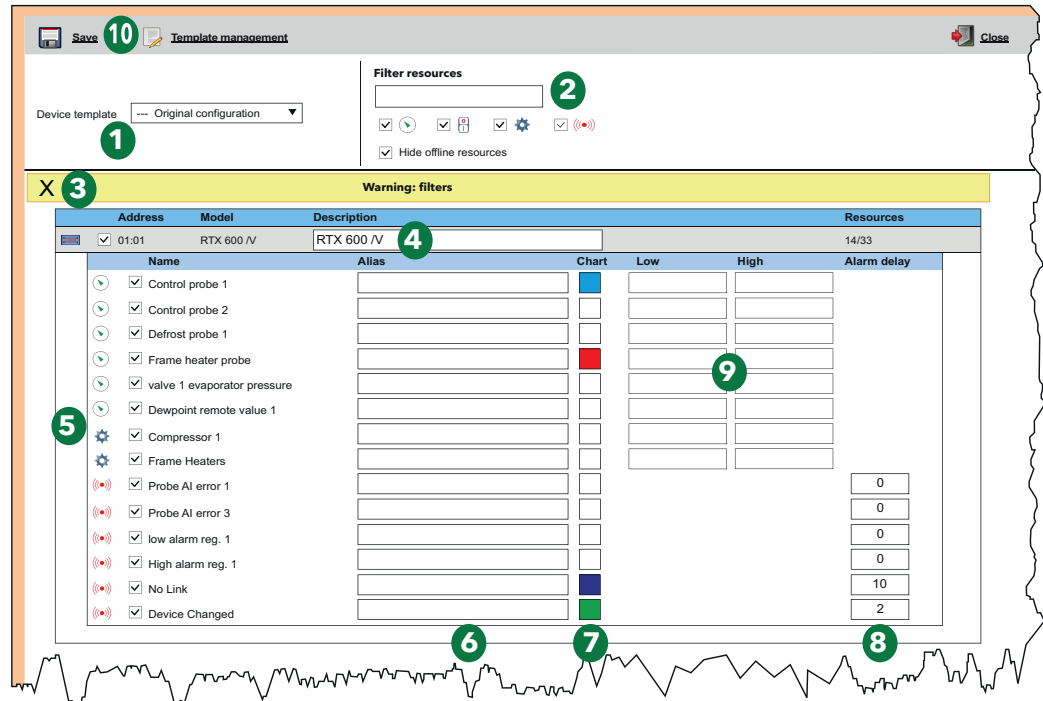 Save 10 Template management Close
Filter resources
2
Device template --- Original configuration
1
Hide offline resources
X 3 Warning: filters
Address Model Description Resources
01:01 RTX 600 /V RTX 600 /V 4 14/33
Name Alias Chart Low High Alarm delay
Control probe 1
Control probe 2
Defrost probe 1
Frame heater probe
9
valve 1 evaporator pressure
Dewpoint remote value 1
5
Compressor 1
Frame Heaters
Probe AI error 1 0
Probe AI error 3 0
low alarm reg. 1 0
High alarm reg. 1 0
No Link 10
Device Changed 2
6 7 8